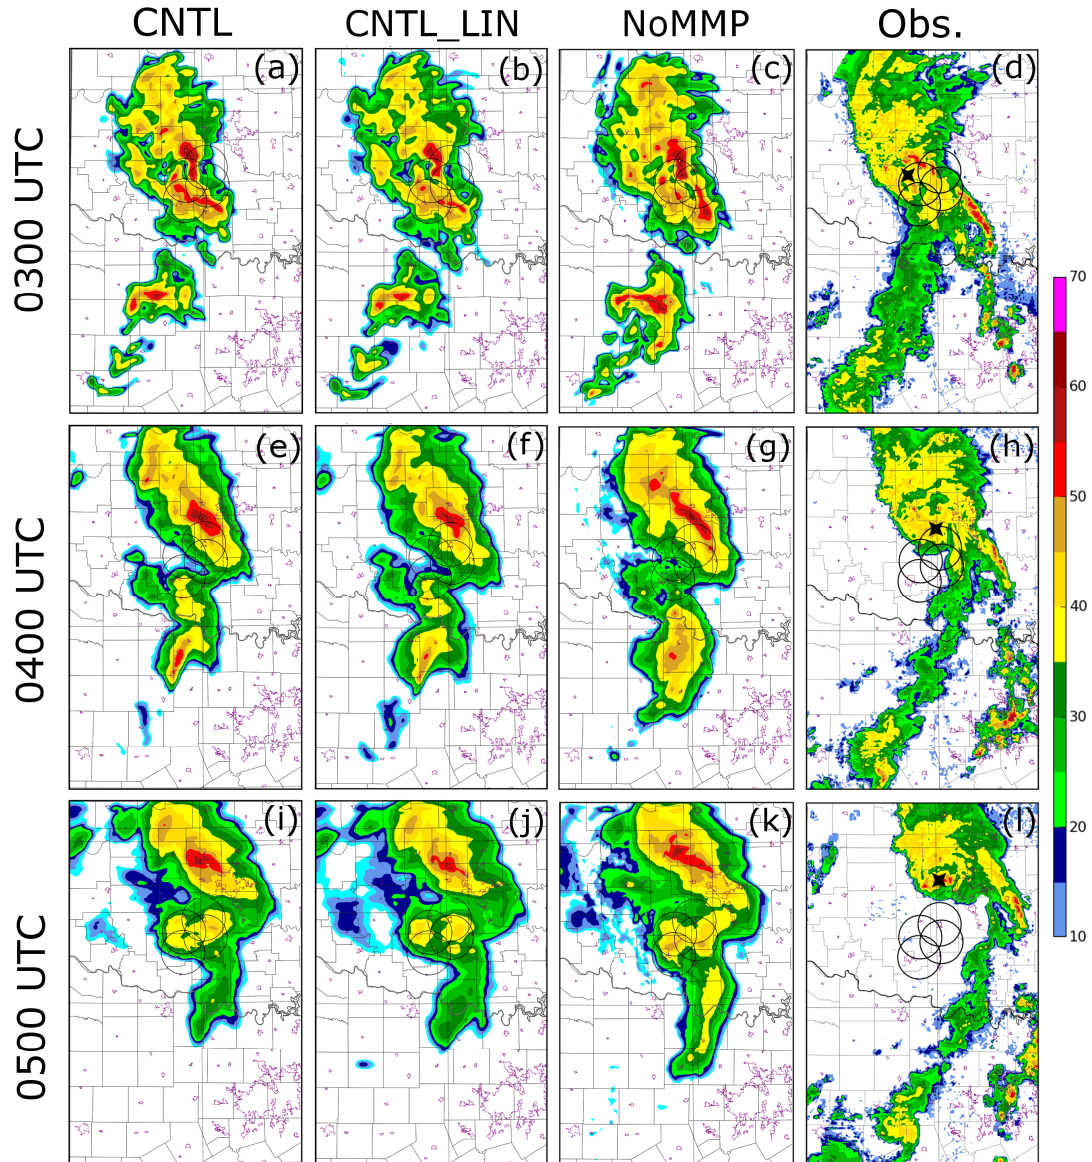 CNTL CNTL_LIN NoMMP Obs.
0300 UTC
(a) (b) (c) (d)
0400 UTC
(e) (f) (g) (h)
0500 UTC
(i) (j) (k) (l)
70
60
50
40
30
20
10